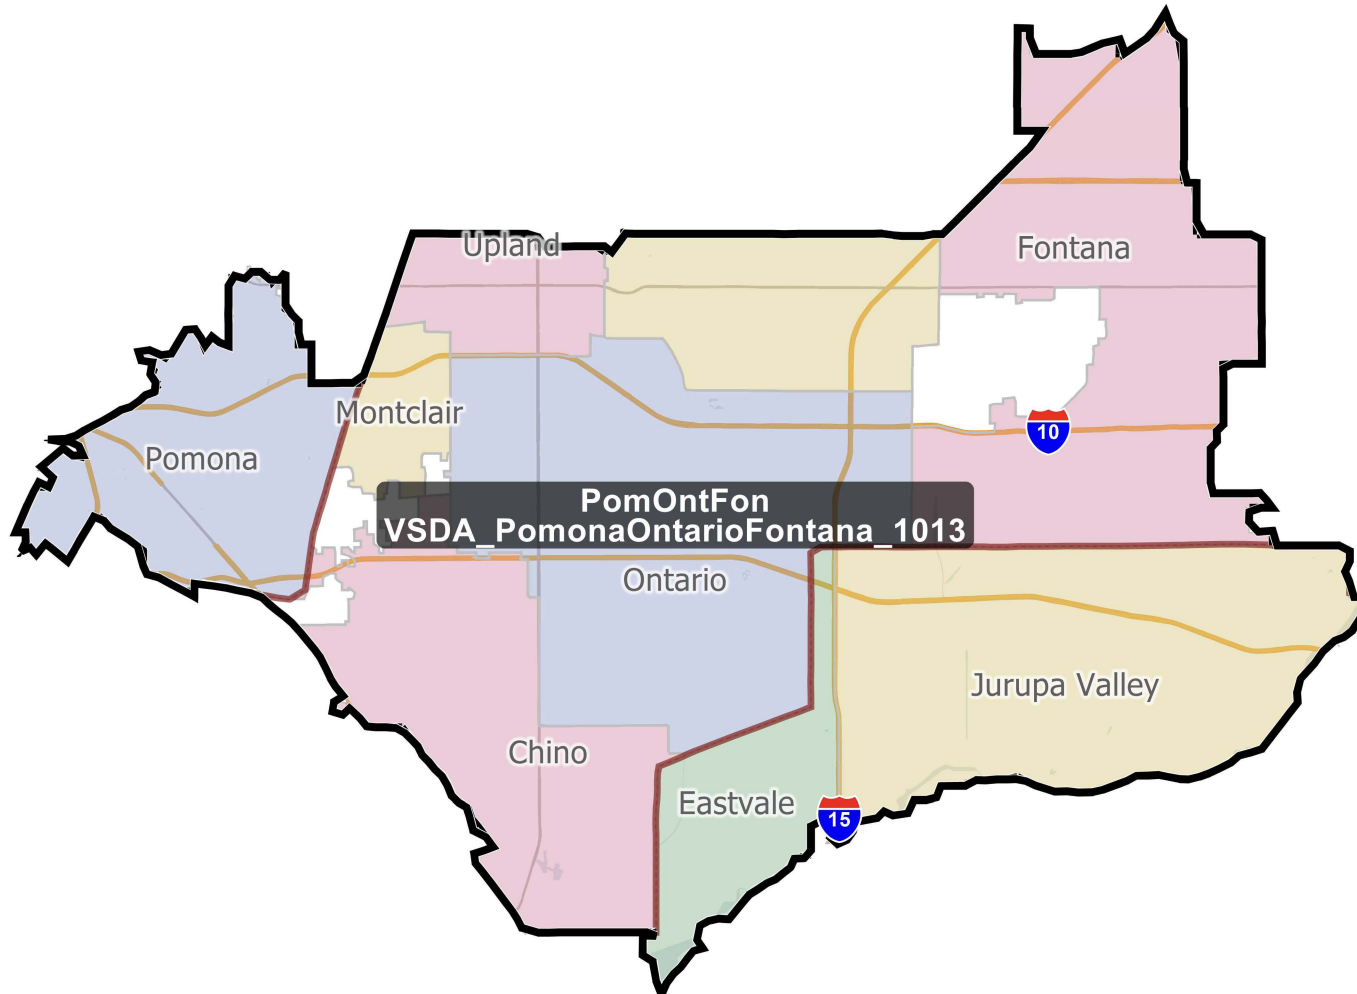 Upland
Fontana
Montclair
10
Pomona
PomOntFon
VSDA_PomonaOntarioFontana_1013
Ontario
Jurupa Valley
Chino
Eastvale
15